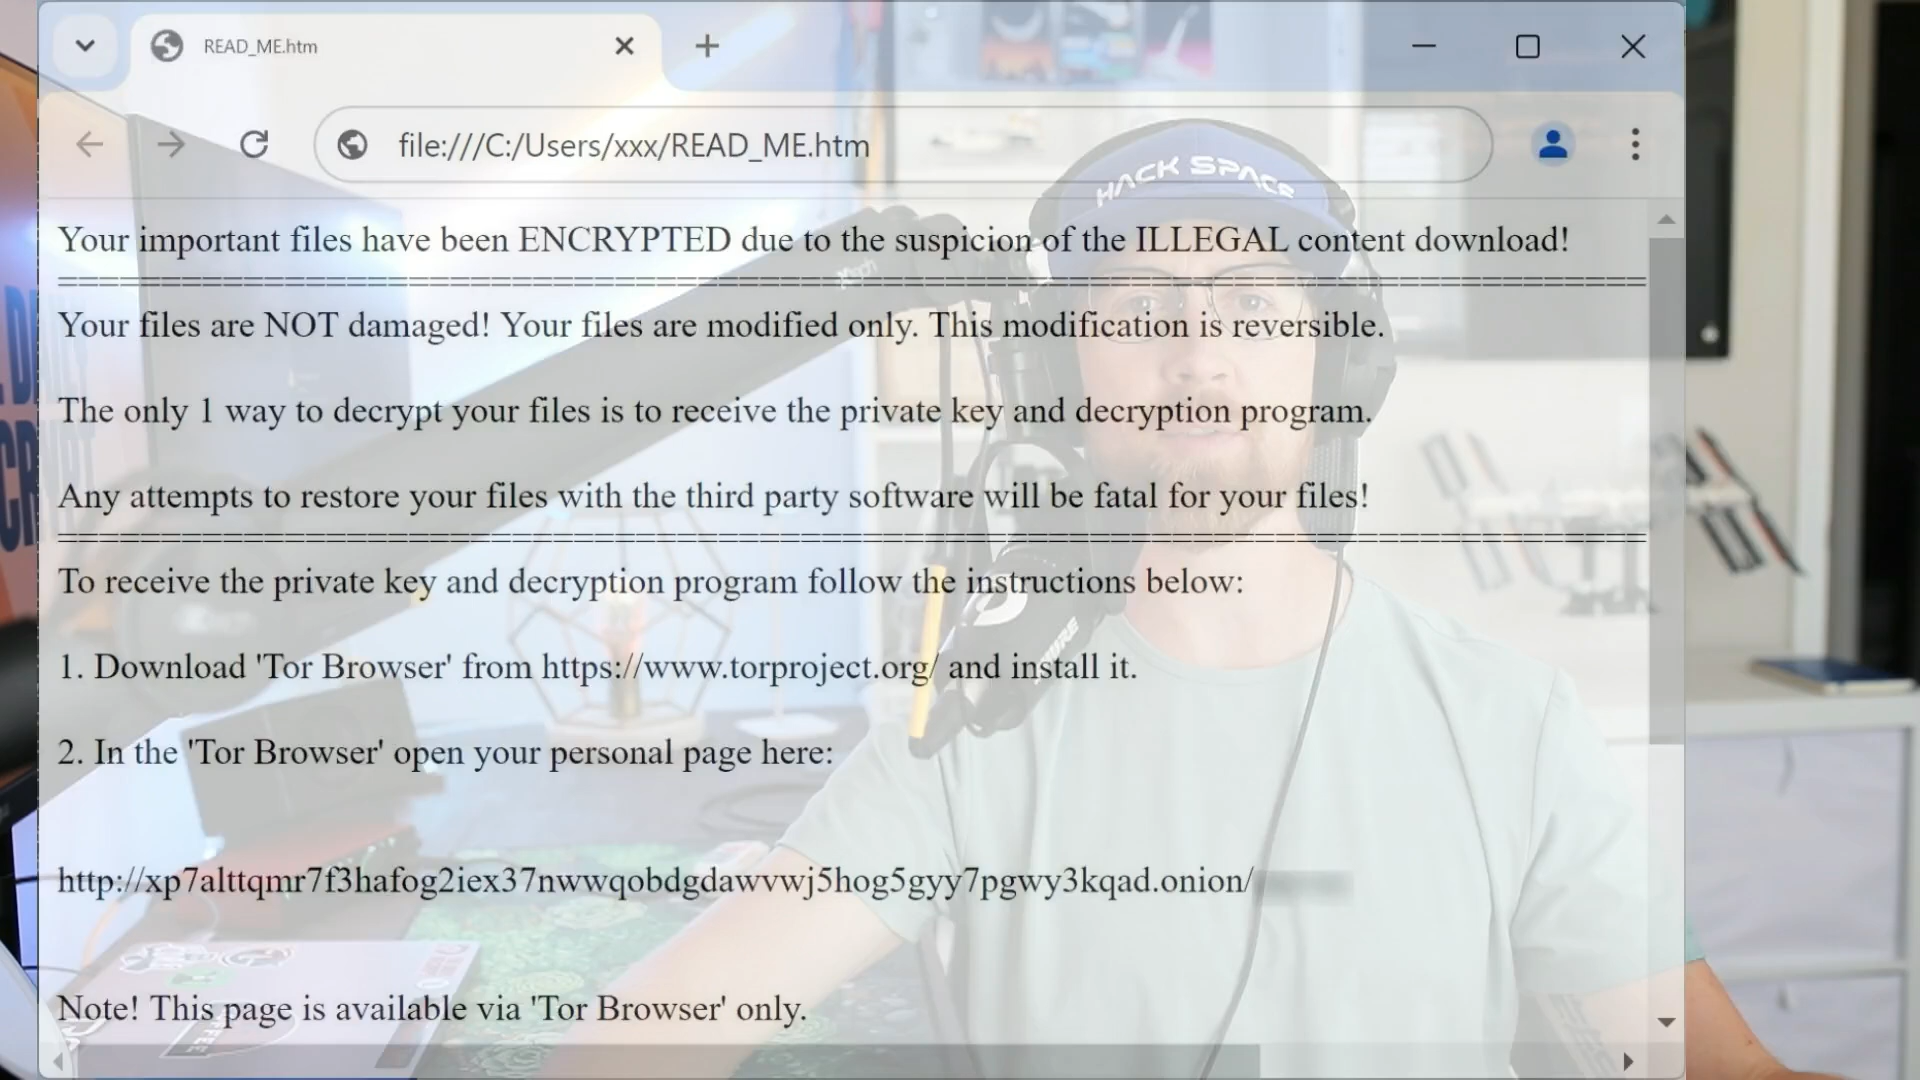 READ_ME.htm
file:///C:/Users/xxx/READ_ME.htm
HACK SPACE
Your important files have been ENCRYPTED due to the suspicion of the ILLEGAL content download!
================================================================================
Your files are NOT damaged! Your files are modified only. This modification is reversible.
The only 1 way to decrypt your files is to receive the private key and decryption program.
Any attempts to restore your files with the third party software will be fatal for your files!
================================================================================
To receive the private key and decryption program follow the instructions below:
1. Download 'Tor Browser' from https://www.torproject.org/ and install it.
SHURE
2. In the 'Tor Browser' open your personal page here:
http://xp7alttqmr7f3hafog2iex37nwwqobdgdawvwj5hog5gyy7pgwy3kqad.onion/
Note! This page is available via 'Tor Browser' only.